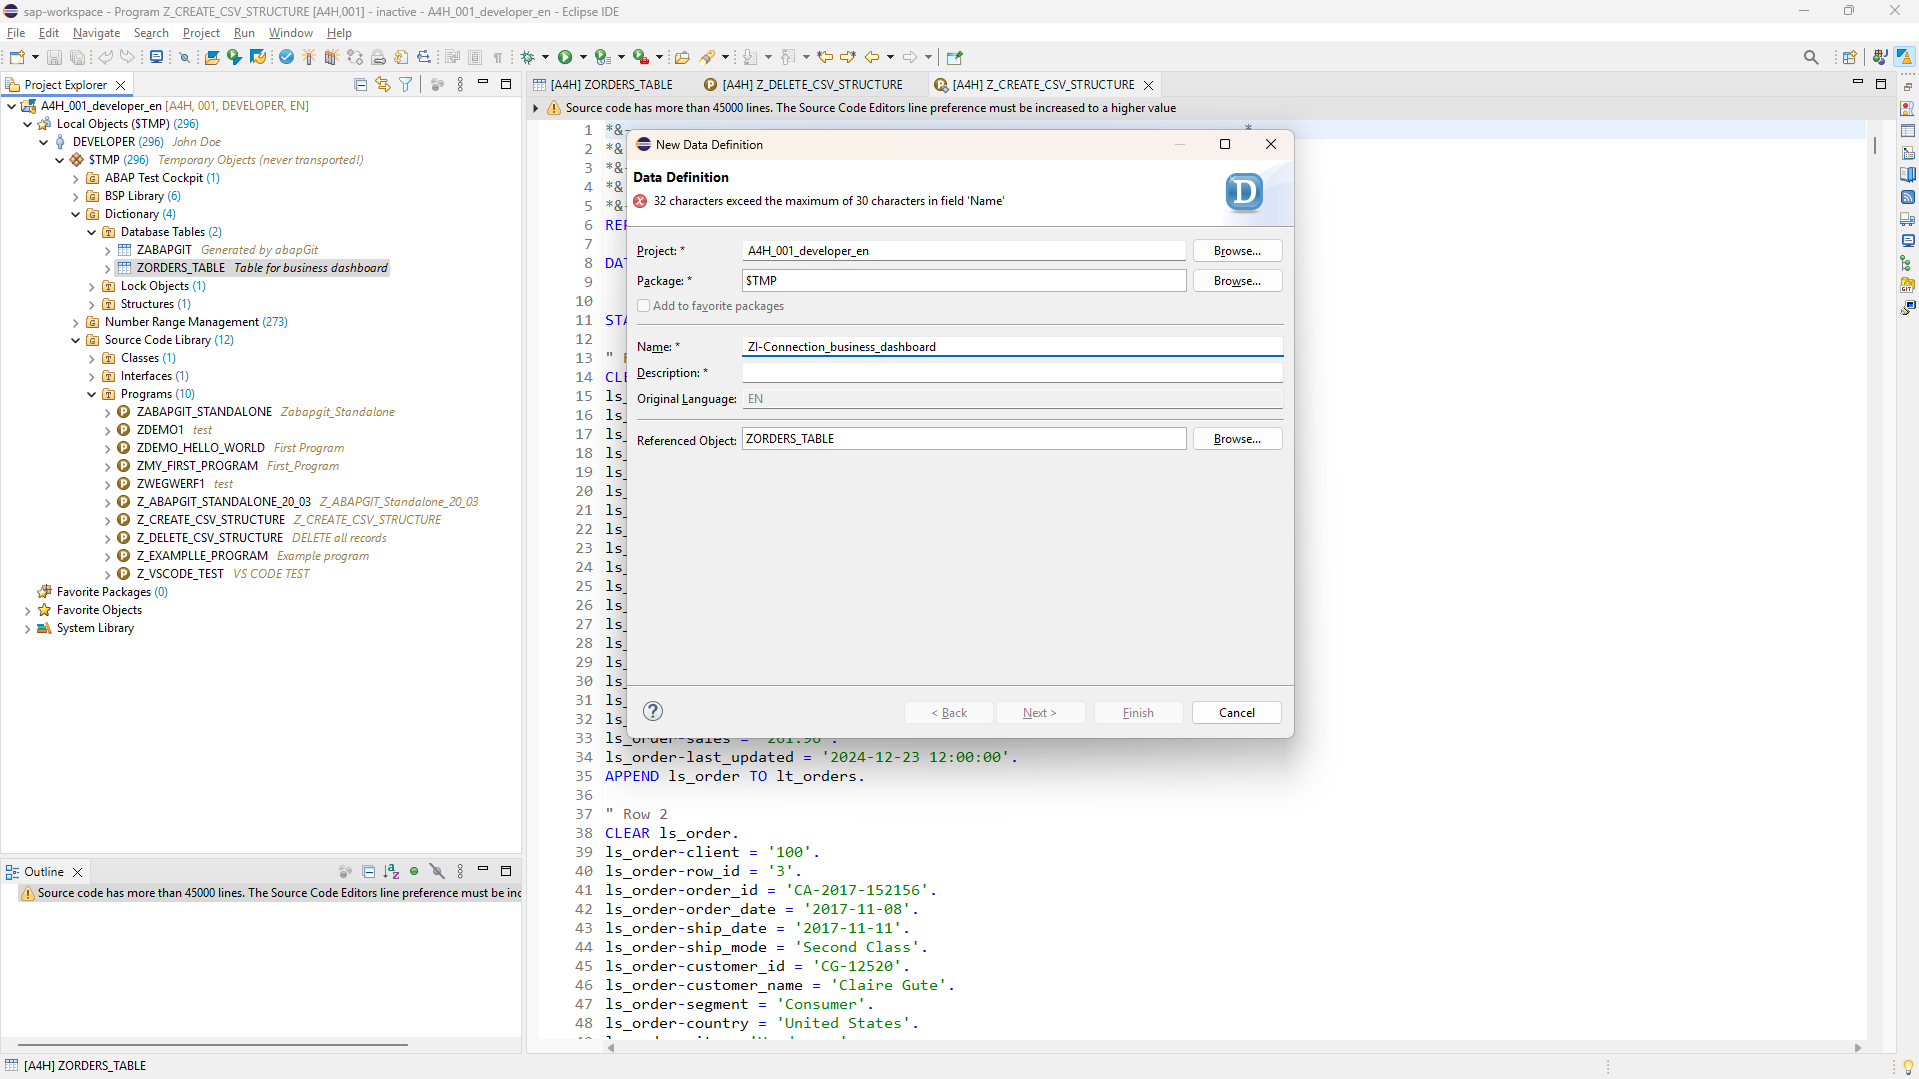 sap-workspace - Program Z_CREATE_CSV_STRUCTURE [A4H,001] - inactive - A4H_001_developer_en - Eclipse IDE
File Edit Navigate Search Project Run Window Help
Project Explorer
[A4H] ZORDERS_TABLE
[A4H] Z_DELETE_CSV_STRUCTURE
[A4H] Z_CREATE_CSV_STRUCTURE
A4H_001_developer_en [A4H, 001, DEVELOPER, EN]
Local Objects ($TMP) (296)
DEVELOPER (296) John Doe
$TMP (296) Temporary Objects (never transported!)
ABAP Test Cockpit (1)
BSP Library (6)
Dictionary (4)
Database Tables (2)
ZABAPGIT Generated by abapGit
ZORDERS_TABLE Table for business dashboard
Lock Objects (1)
Structures (1)
Number Range Management (273)
Source Code Library (12)
Classes (1)
Interfaces (1)
Programs (10)
ZABAPGIT_STANDALONE Zabapgit_Standalone
ZDEMO1 test
ZDEMO_HELLO_WORLD First Program
ZMY_FIRST_PROGRAM First_Program
ZWEGWERF1 test
Z_ABAPGIT_STANDALONE_20_03 Z_ABAPGIT_Standalone_20_03
Z_CREATE_CSV_STRUCTURE Z_CREATE_CSV_STRUCTURE
Z_DELETE_CSV_STRUCTURE DELETE all records
Z_EXAMPLLE_PROGRAM Example program
Z_VSCODE_TEST VS CODE TEST
Favorite Packages (0)
Favorite Objects
System Library
Outline
Source code has more than 45000 lines. The Source Code Editors line preference must be inc
Source code has more than 45000 lines. The Source Code Editors line preference must be increased to a higher value
1 *&- *
2 *&
3 *&
4 *&
5 *&
6 REF
7
8 DAT
9
10
11 STA
12
13 "
14 CLE
15 ls_
16 ls_
17 ls_
18 ls_
19 ls_
20 ls_
21 ls_
22 ls_
23 ls_
24 ls_
25 ls_
26 ls_
27 ls_
28 ls_
29 ls_
30 ls_
31 ls_
32 ls_
33 ls_order-sales = '261.96'.
34 ls_order-last_updated = '2024-12-23 12:00:00'.
35 APPEND ls_order TO lt_orders.
36
37 " Row 2
38 CLEAR ls_order.
39 ls_order-client = '100'.
40 ls_order-row_id = '3'.
41 ls_order-order_id = 'CA-2017-152156'.
42 ls_order-order_date = '2017-11-08'.
43 ls_order-ship_date = '2017-11-11'.
44 ls_order-ship_mode = 'Second Class'.
45 ls_order-customer_id = 'CG-12520'.
46 ls_order-customer_name = 'Claire Gute'.
47 ls_order-segment = 'Consumer'.
48 ls_order-country = 'United States'.
New Data Definition
Data Definition
32 characters exceed the maximum of 30 characters in field 'Name'
D
Project: * A4H_001_developer_en Browse...
Package: * $TMP Browse...
Add to favorite packages
Name: * ZI-Connection_business_dashboard
Description: *
Original Language: EN
Referenced Object: ZORDERS_TABLE Browse...
? < Back Next > Finish Cancel
[A4H] ZORDERS_TABLE